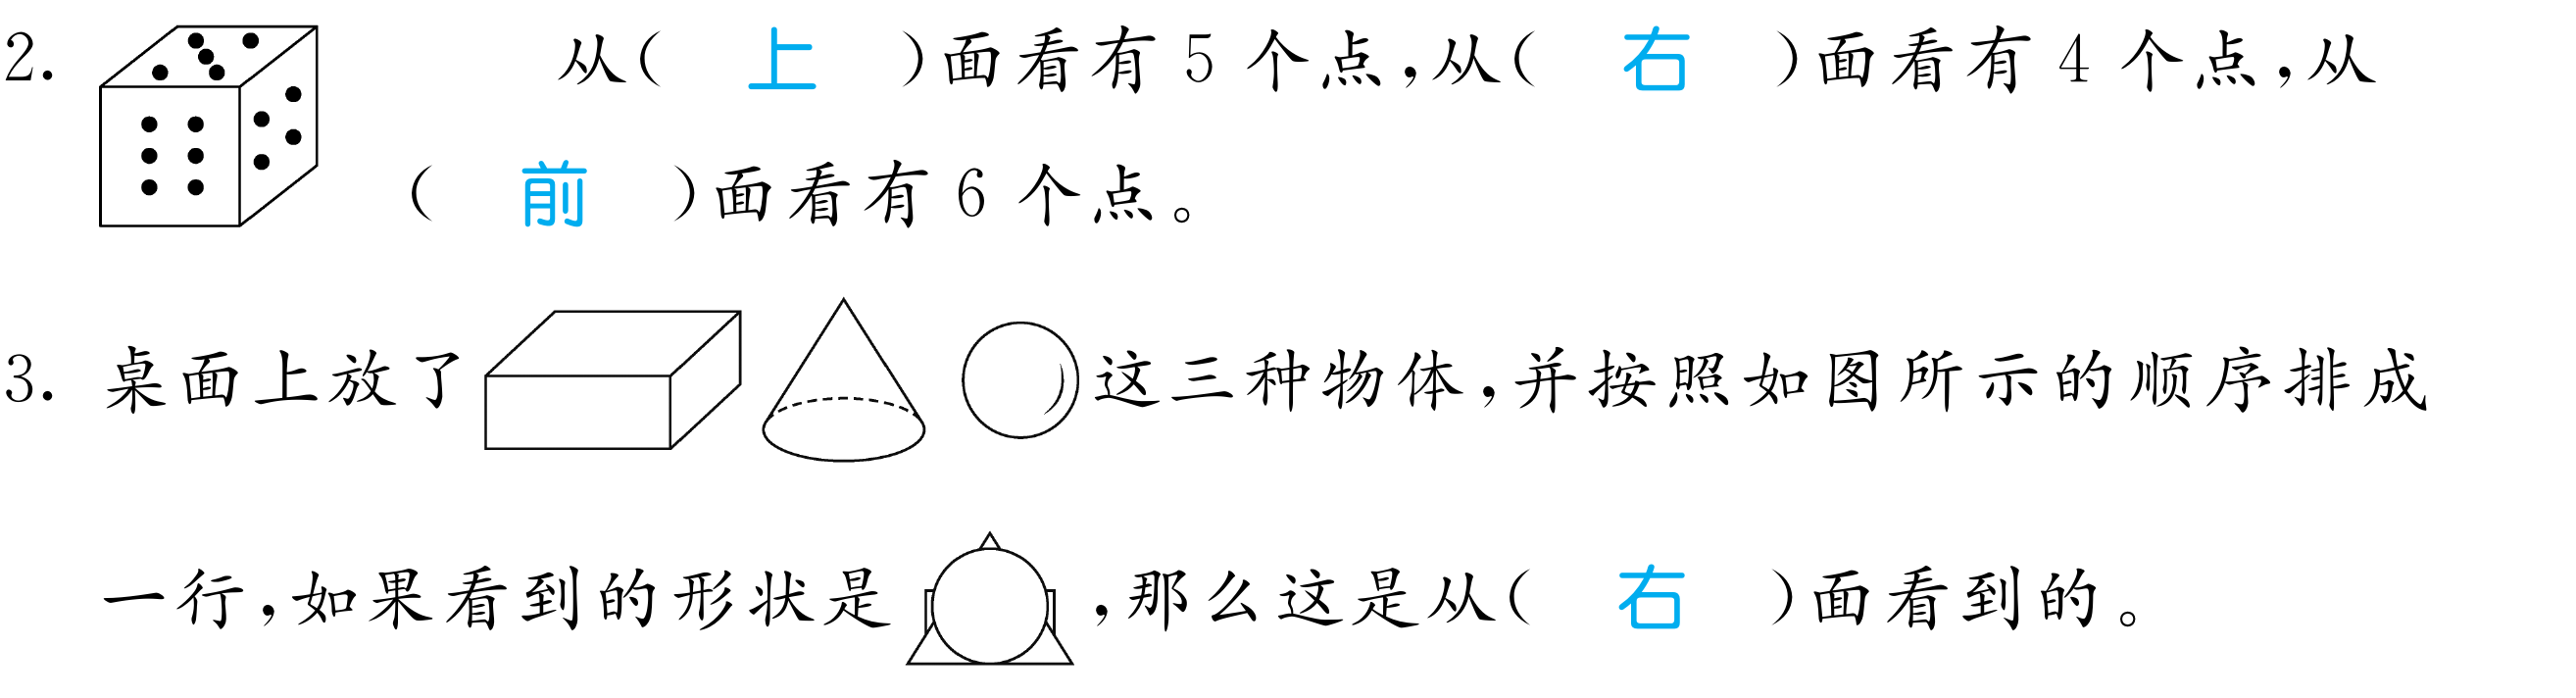 2. 从( 上 )面看有 5 个点,从( 右 )面看有 4 个点,从
( 前 )面看有 6 个点。
3. 桌面上放了 这三种物体,并按照如图所示的顺序排成
一行,如果看到的形状是 ,那么这是从( 右 )面看到的。